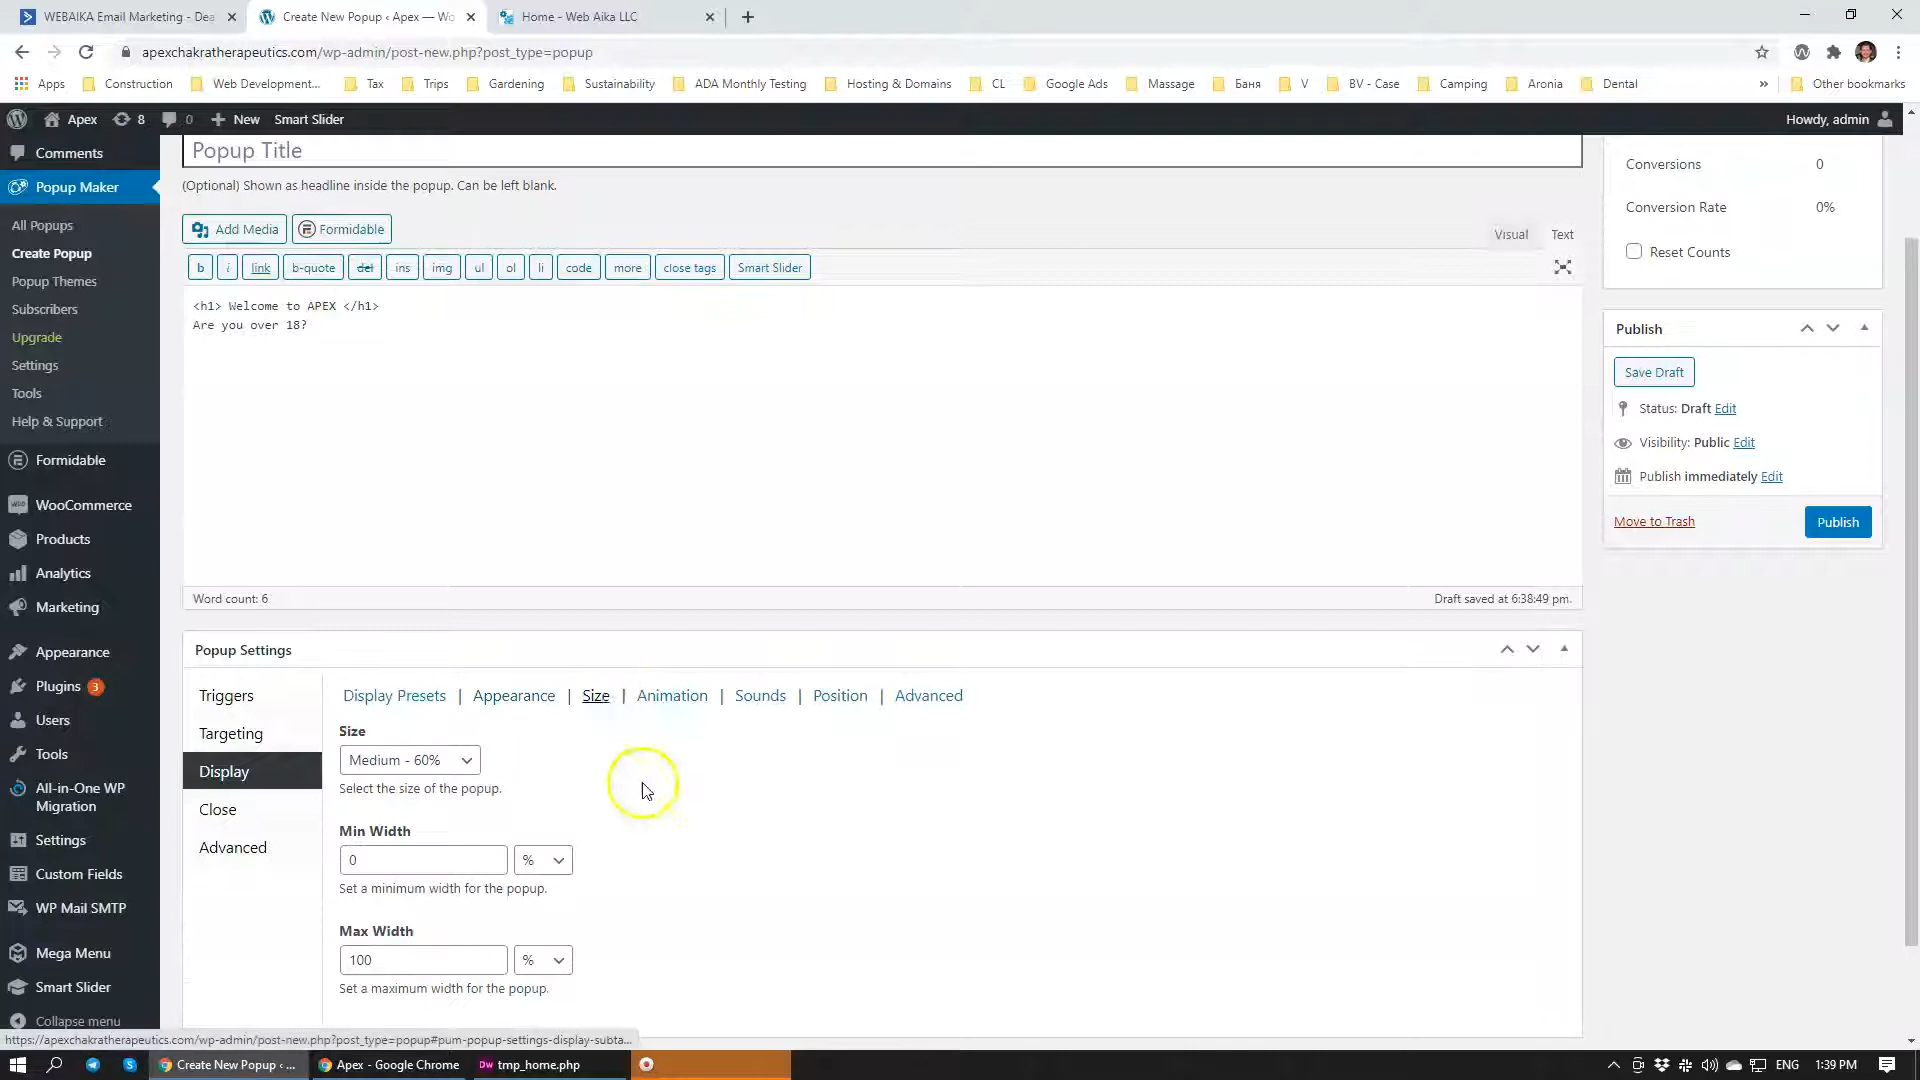 WEBAIKA Email Marketing - Dea
Create New Popup ‹ Apex — Wo
Home - Web Aika LLC
apexchakratherapeutics.com/wp-admin/post-new.php?post_type=popup
Apps
Construction
Web Development...
Tax
Trips
Gardening
Sustainability
ADA Monthly Testing
Hosting & Domains
CL
Google Ads
Massage
Баня
V
BV - Case
Camping
Aronia
Dental
»
Other bookmarks
Apex
8
0
New
Smart Slider
Howdy, admin
Comments
Popup Maker
All Popups
Create Popup
Popup Themes
Subscribers
Upgrade
Settings
Tools
Help & Support
Formidable
WooCommerce
Products
Analytics
Marketing
Appearance
Plugins 3
Users
Tools
All-in-One WP
Migration
Settings
Custom Fields
WP Mail SMTP
Mega Menu
Smart Slider
Collapse menu
Popup Title
(Optional) Shown as headline inside the popup. Can be left blank.
Add Media
Formidable
Visual
Text
b
i
link
b-quote
del
ins
img
ul
ol
li
code
more
close tags
Smart Slider
<h1> Welcome to APEX </h1>
Are you over 18?
Word count: 6
Draft saved at 6:38:49 pm.
Popup Settings
Triggers
Targeting
Display
Close
Advanced
Display Presets | Appearance | Size | Animation | Sounds | Position | Advanced
Size
Medium - 60%
Select the size of the popup.
Min Width
0
%
Set a minimum width for the popup.
Max Width
100
%
Set a maximum width for the popup.
Conversions 0
Conversion Rate 0%
Reset Counts
Publish
Save Draft
Status: Draft Edit
Visibility: Public Edit
Publish immediately Edit
Move to Trash
Publish
https://apexchakratherapeutics.com/wp-admin/post-new.php?post_type=popup#pum-popup-settings-display-subta...
Create New Popup ‹ ...
Apex - Google Chrome
Dw
tmp_home.php
ENG
1:39 PM